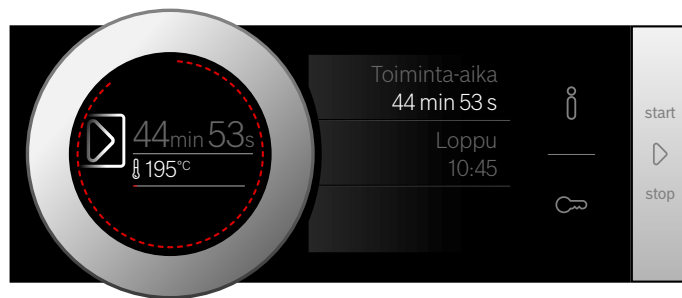 44min 53s
195°C
Toiminta-aika
44 min 53 s
Loppu
10:45
start
stop